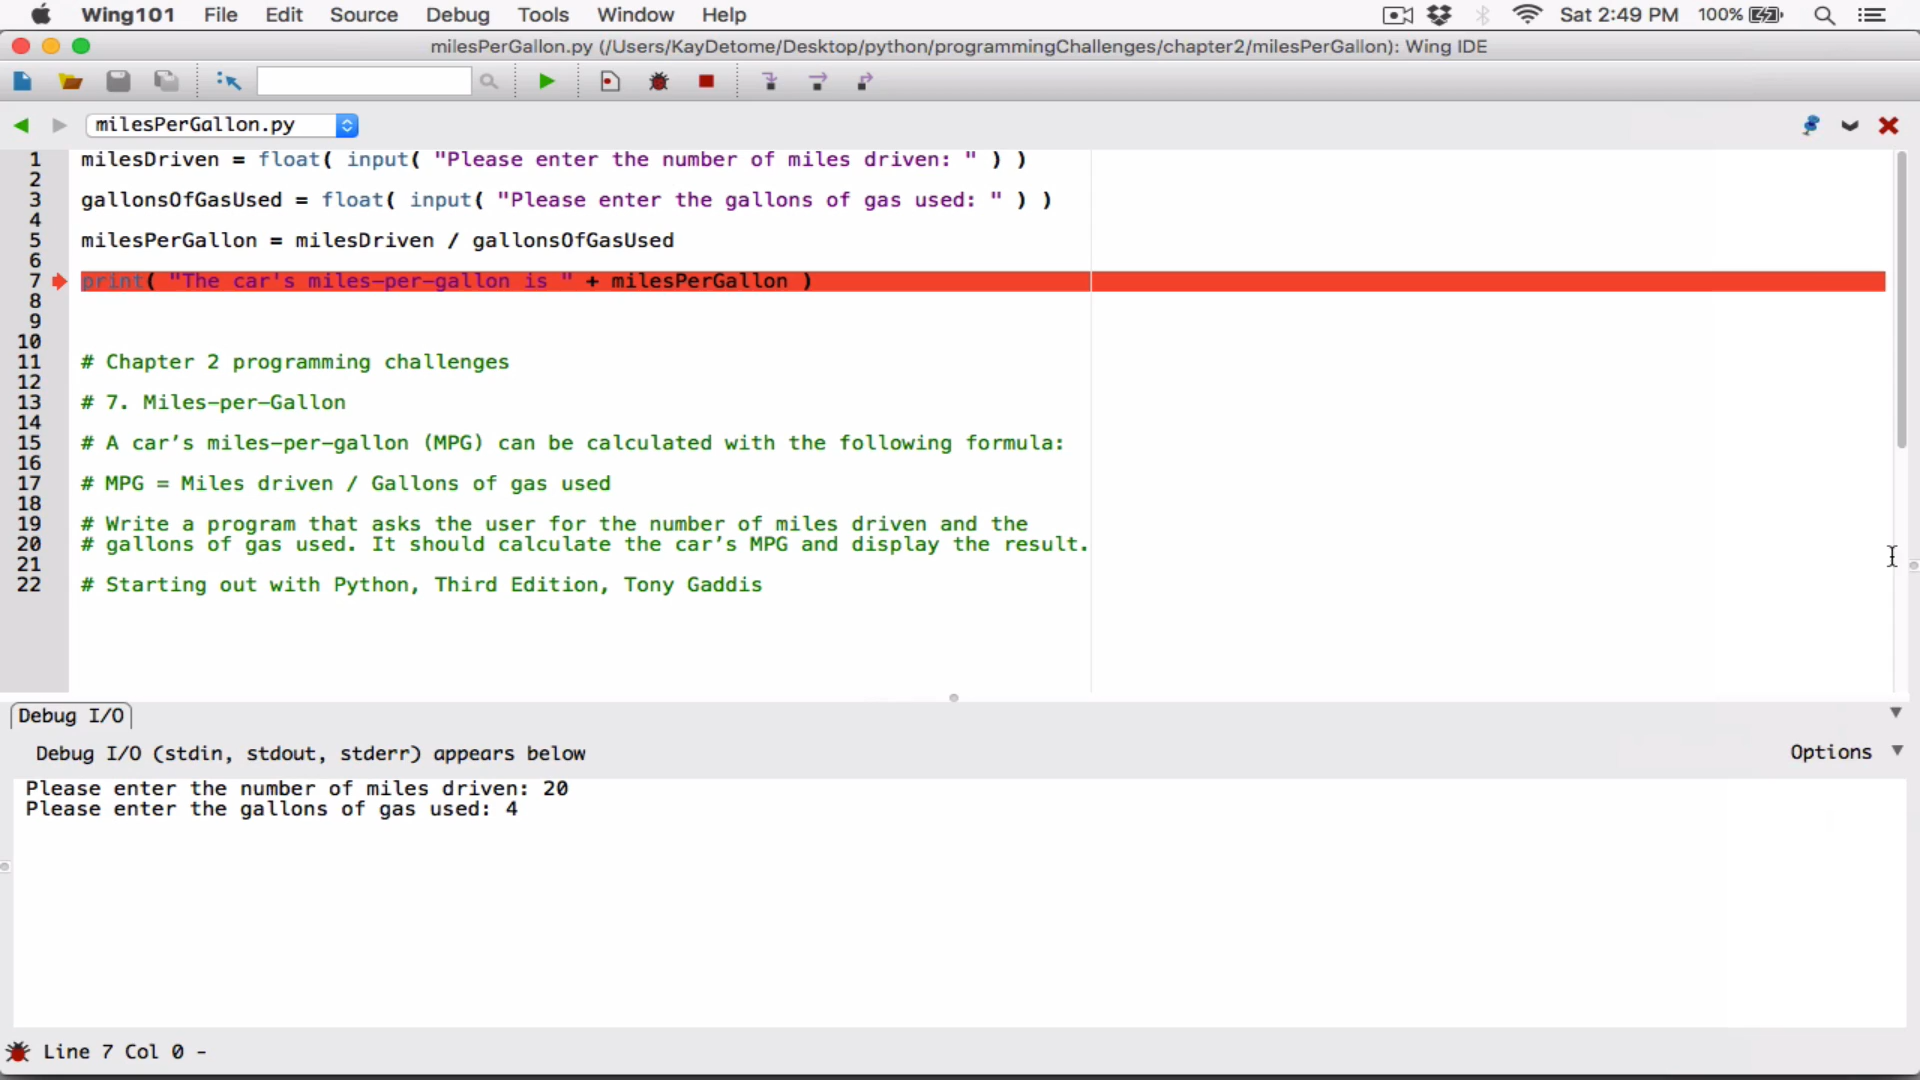 Wing101 File Edit Source Debug Tools Window Help Sat 2:49 PM 100%
milesPerGallon.py (/Users/KayDetome/Desktop/python/programmingChallenges/chapter2/milesPerGallon): Wing IDE
milesPerGallon.py
1 milesDriven = float( input( "Please enter the number of miles driven: " ) )
2
3 gallonsOfGasUsed = float( input( "Please enter the gallons of gas used: " ) )
4
5 milesPerGallon = milesDriven / gallonsOfGasUsed
6
7 print( "The car's miles-per-gallon is " + milesPerGallon )
8
9
10
11 # Chapter 2 programming challenges
12
13 # 7. Miles-per-Gallon
14
15 # A car’s miles-per-gallon (MPG) can be calculated with the following formula:
16
17 # MPG = Miles driven / Gallons of gas used
18
19 # Write a program that asks the user for the number of miles driven and the
20 # gallons of gas used. It should calculate the car’s MPG and display the result.
21
22 # Starting out with Python, Third Edition, Tony Gaddis
Debug I/O
Debug I/O (stdin, stdout, stderr) appears below Options
Please enter the number of miles driven: 20
Please enter the gallons of gas used: 4
Line 7 Col 0 -